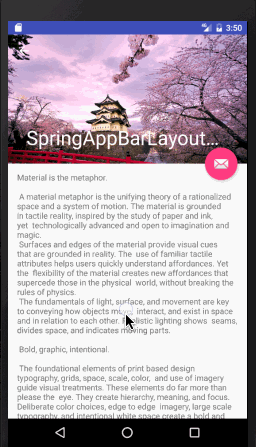 3:50
SpringAppBarLayout...
Material is the metaphor.
A material metaphor is the unifying theory of a rationalized
space and a system of motion. The material is grounded
in tactile reality, inspired by the study of paper and ink,
yet technologically advanced and open to imagination and
magic.
Surfaces and edges of the material provide visual cues
that are grounded in reality. The use of familiar tactile
attributes helps users quickly understand affordances. Yet
the flexibility of the material creates new affordances that
supercede those in the physical world, without breaking the
rules of physics.
The fundamentals of light, surface, and movement are key
to conveying how objects move, interact, and exist in space
and in relation to each other. Realistic lighting shows seams,
divides space, and indicates moving parts.
Bold, graphic, intentional.
The foundational elements of print based design
typography, grids, space, scale, color, and use of imagery
guide visual treatments. These elements do far more than
please the eye. They create hierarchy, meaning, and focus.
Deliberate color choices, edge to edge imagery, large scale
typography, and intentional white space create a bold and